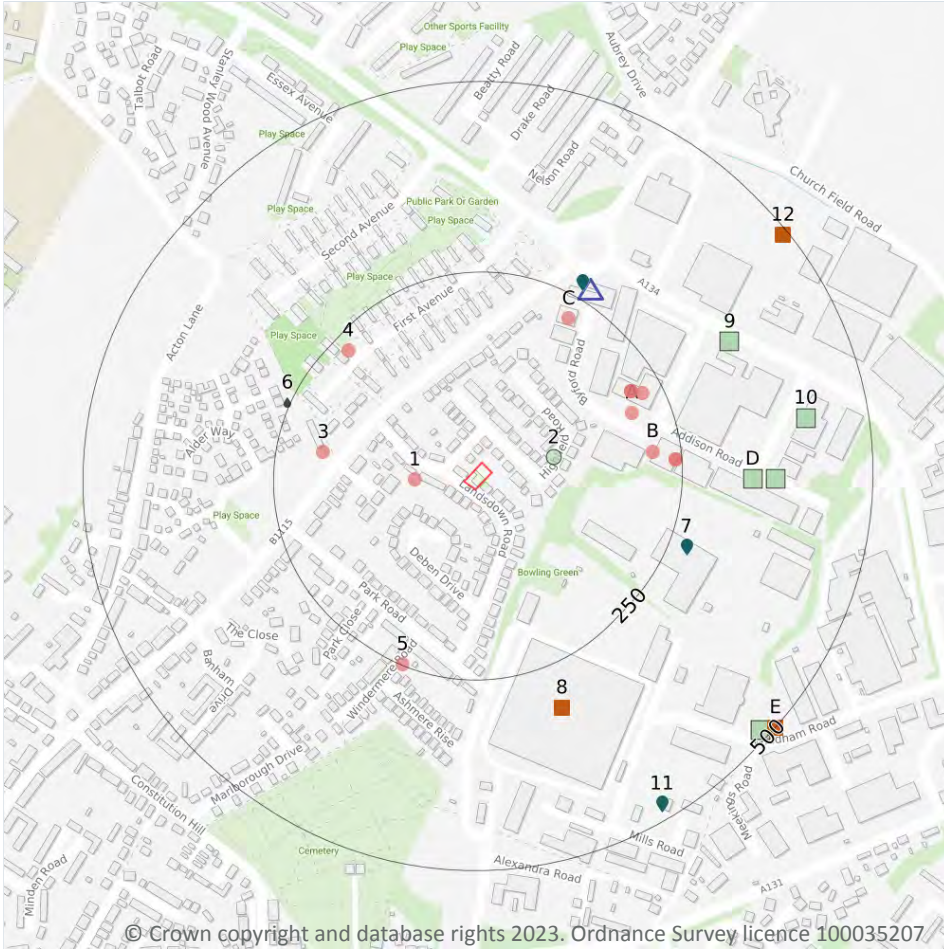 Other Sports Facility
Play Space
Beatty Road
Aubrey Drive
Talbot Road
Stanley Wood Avenue
Essex Avenue
Drake Road
Play Space
Nelson Road
Church Field Road
Public Park Or Garden
Play Space
Play Space
Second Avenue
12
Play Space
A134
C
First Avenue
Acton Lane
4
Play Space
9
Byford Road
6
10
Alder Way
3
2
B
Addison Road
1
D
Landsdown Road
Play Space
B1115
7
Deben Drive
Bowling Green
Park Road
250
The Close
Park Close
5
Banham Drive
Windermere Road
8
Ashmere Rise
E
500
Marlborough Drive
Meekings Road
Constitution Hill
11
Mills Road
Cemetery
Alexandra Road
A131
Minden Road
© Crown copyright and database rights 2023. Ordnance Survey licence 100035207